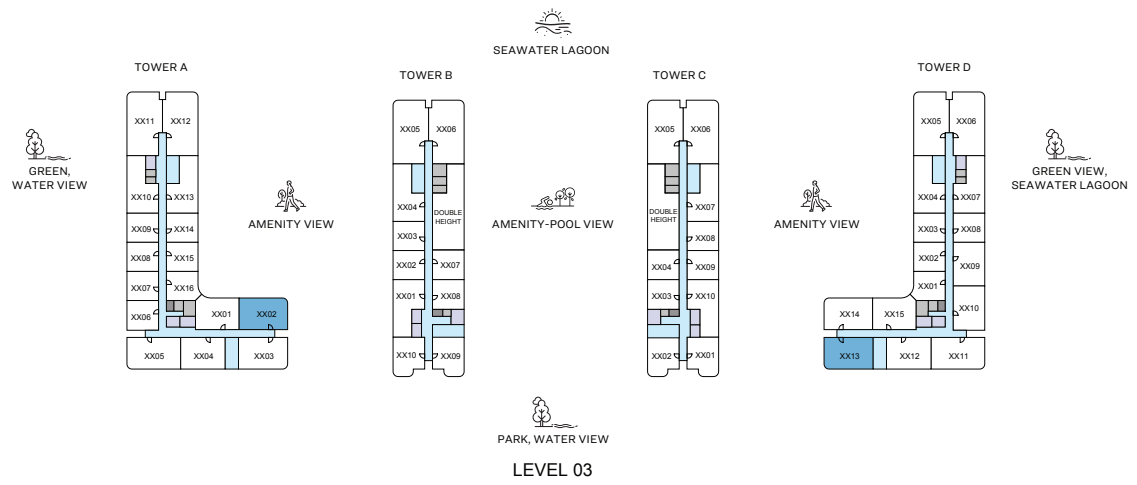 SEAWATER LAGOON
TOWER A
TOWER B
TOWER C
TOWER D
GREEN,
WATER VIEW
AMENITY VIEW
AMENITY-POOL VIEW
AMENITY VIEW
GREEN VIEW,
SEAWATER LAGOON
XX11 XX12
XX10 XX13
XX09 XX14
XX08 XX15
XX07 XX16
XX06 XX01 XX02
XX05 XX04 XX03
XX05 XX06
XX04 DOUBLE
HEIGHT
XX03
XX02 XX07
XX01 XX08
XX10 XX09
XX05 XX06
XX07
DOUBLE
HEIGHT
XX08
XX04 XX09
XX03 XX10
XX02 XX01
XX05 XX06
XX04 XX07
XX03 XX08
XX02 XX09
XX01
XX14 XX15 XX10
XX13 XX12 XX11
PARK, WATER VIEW
LEVEL 03